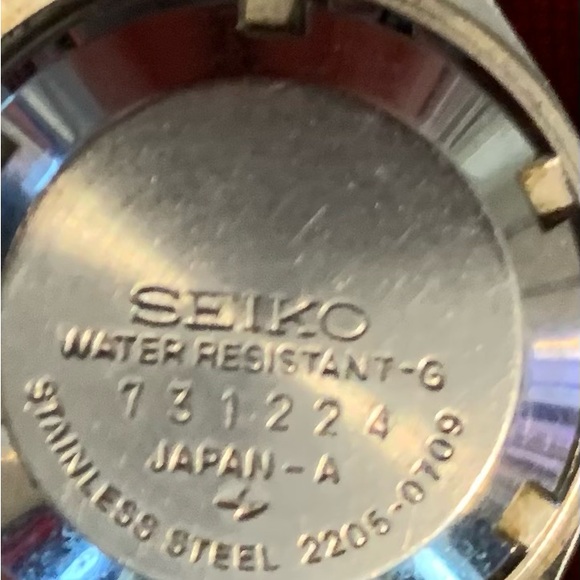 SEIKO
WATER RESISTANT-G
731224
JAPAN-A
STAINLESS STEEL 2205-0709